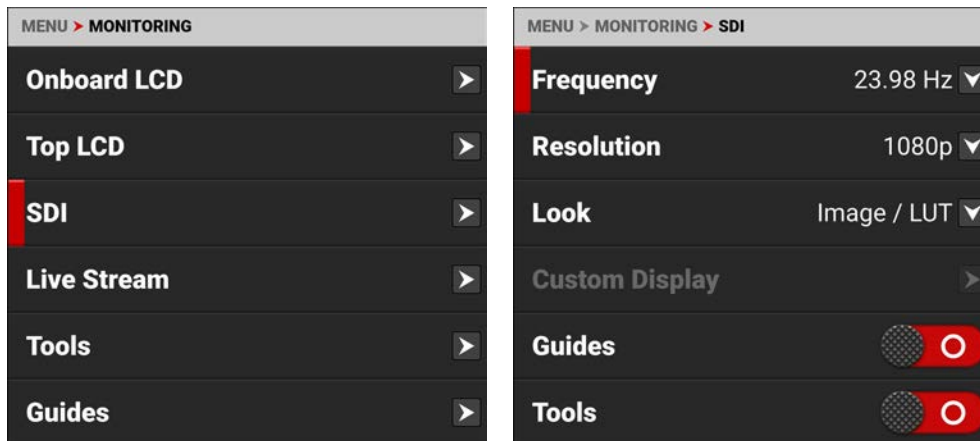 MENU ➤ MONITORING
Onboard LCD
Top LCD
SDI
Live Stream
Tools
Guides
MENU ➤ MONITORING ➤ SDI
Frequency 23.98 Hz
Resolution 1080p
Look Image / LUT
Custom Display
Guides
Tools